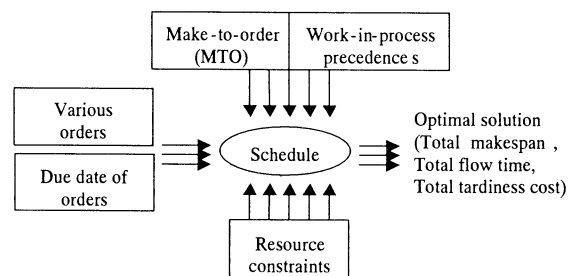 Make-to-order
(MTO)
Work-in-process
precedence s
Various
orders
Due date of
orders
Schedule
Optimal solution
(Total makespan ,
Total flow time,
Total tardiness cost)
Resource
constraints